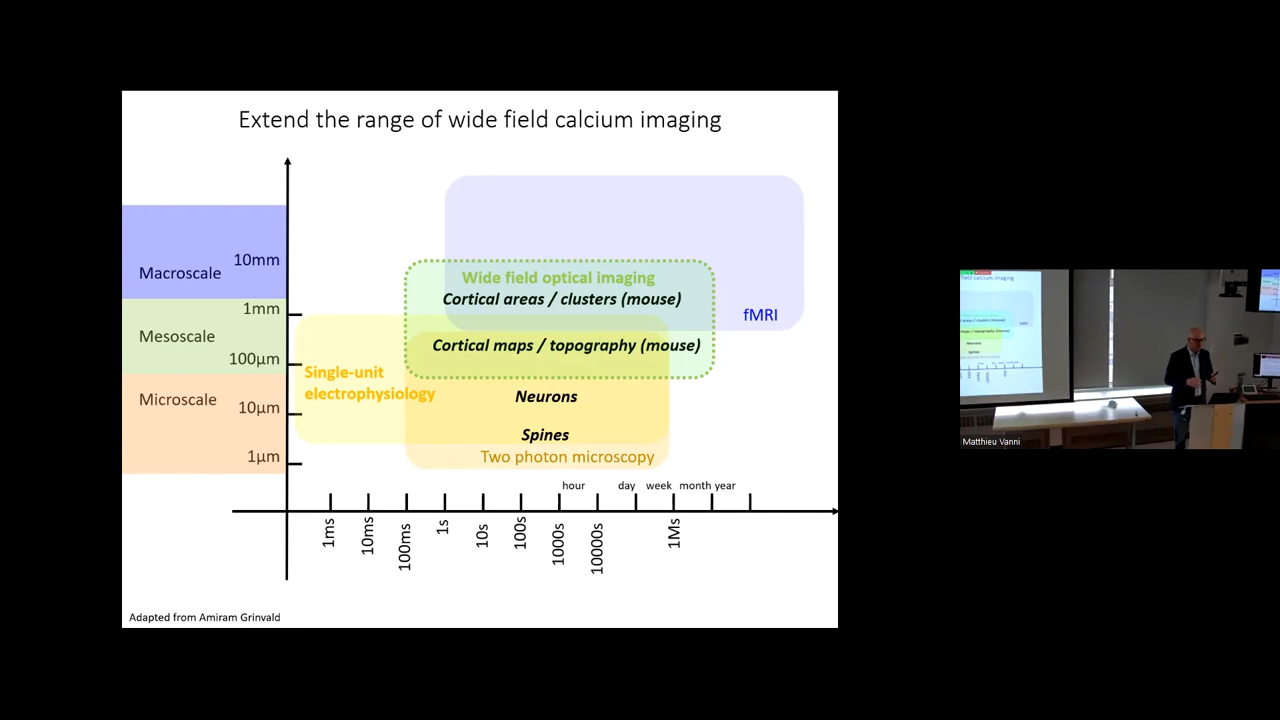 Extend the range of wide field calcium imaging
10mm
Macroscale
1mm
Mesoscale
100µm
Microscale
10µm
1µm
Wide field optical imaging
Cortical areas / clusters (mouse)
fMRI
Cortical maps / topography (mouse)
Single-unit
electrophysiology
Neurons
Spines
Two photon microscopy
hour day week month year
1ms 10ms 100ms 1s 10s 100s 1000s 10000s 1Ms
Adapted from Amiram Grinvald
Matthieu Vanni